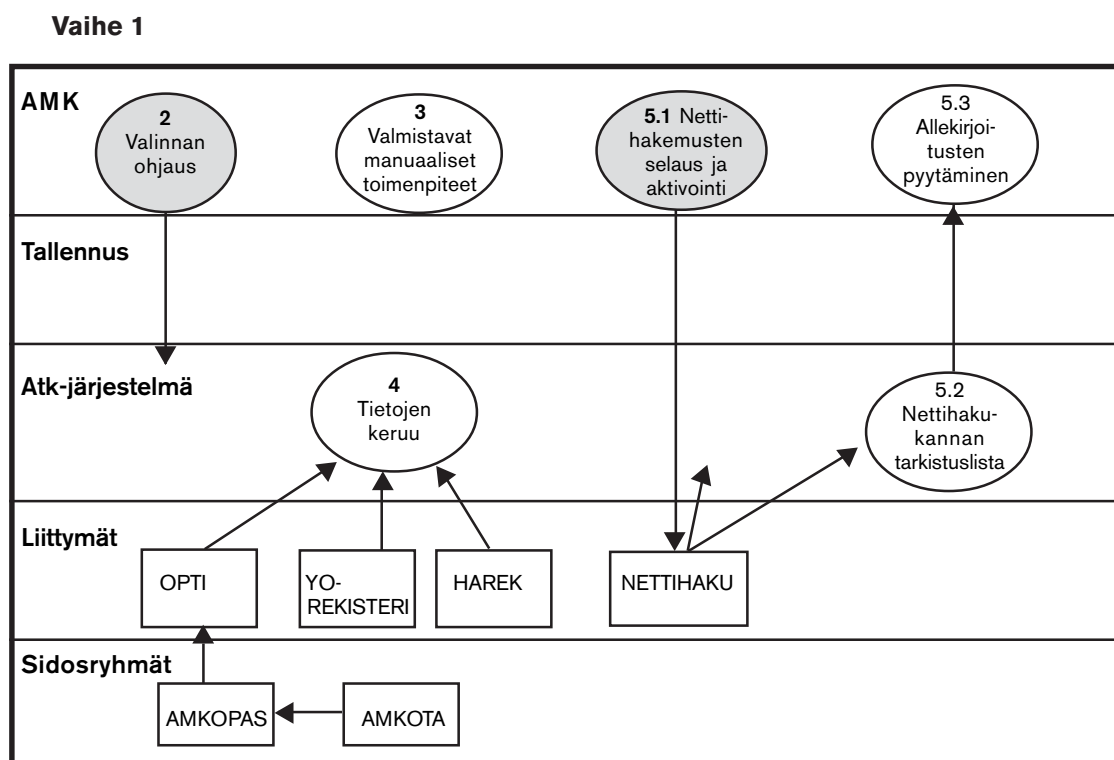 Vaihe 1
AMK
2
Valinnan
ohjaus
3
Valmistavat
manuaaliset
toimenpiteet
5.1 Netti-
hakemusten
selaus ja
aktivointi
5.3
Allekirjoi-
tusten
pyytäminen
Tallennus
Atk-järjestelmä
4
Tietojen
keruu
5.2
Nettihaku-
kannan
tarkistuslista
Liittymät
OPTI
YO-
REKISTERI
HAREK
NETTIHAKU
Sidosryhmät
AMKOPAS
AMKOTA